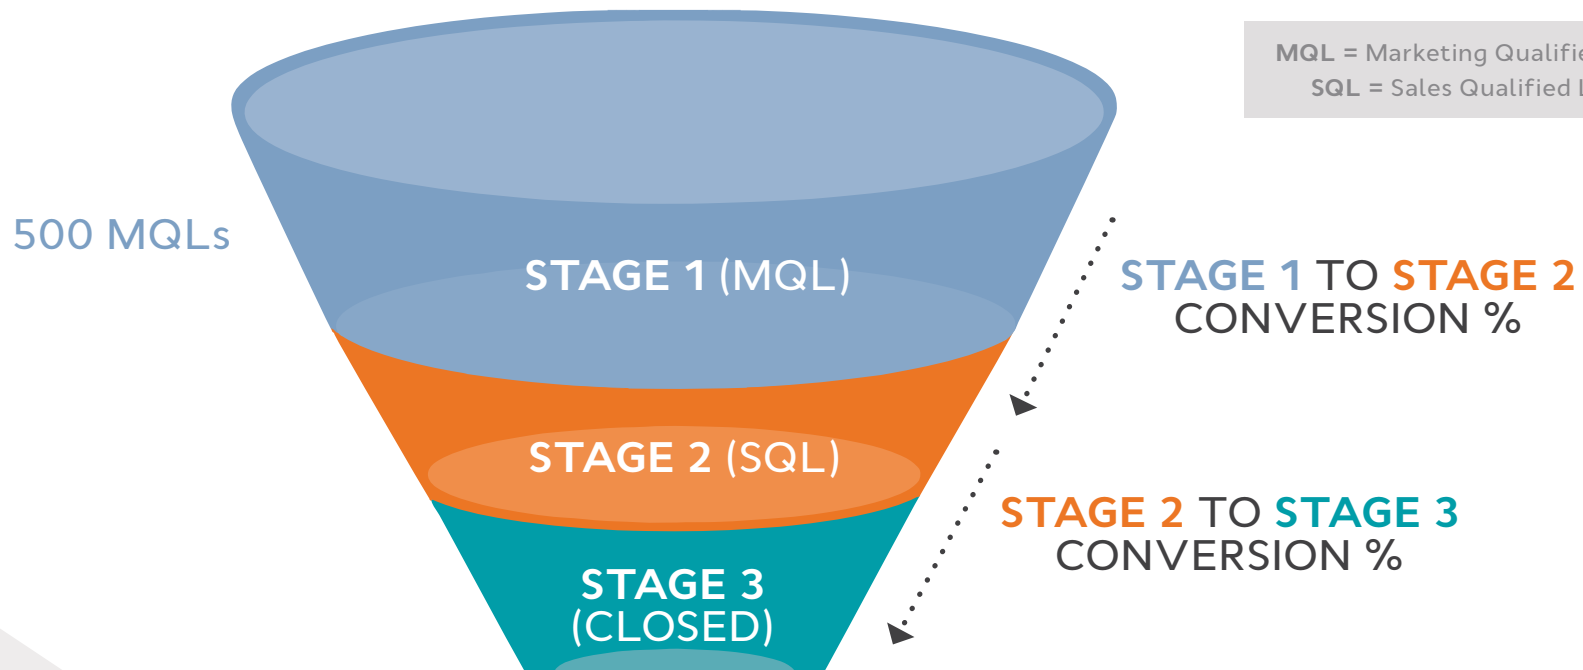 MQL = Marketing Qualifie
SQL = Sales Qualified L
500 MQLs
STAGE 1 (MQL)
STAGE 1 TO STAGE 2
CONVERSION %
STAGE 2 (SQL)
STAGE 2 TO STAGE 3
CONVERSION %
STAGE 3
(CLOSED)